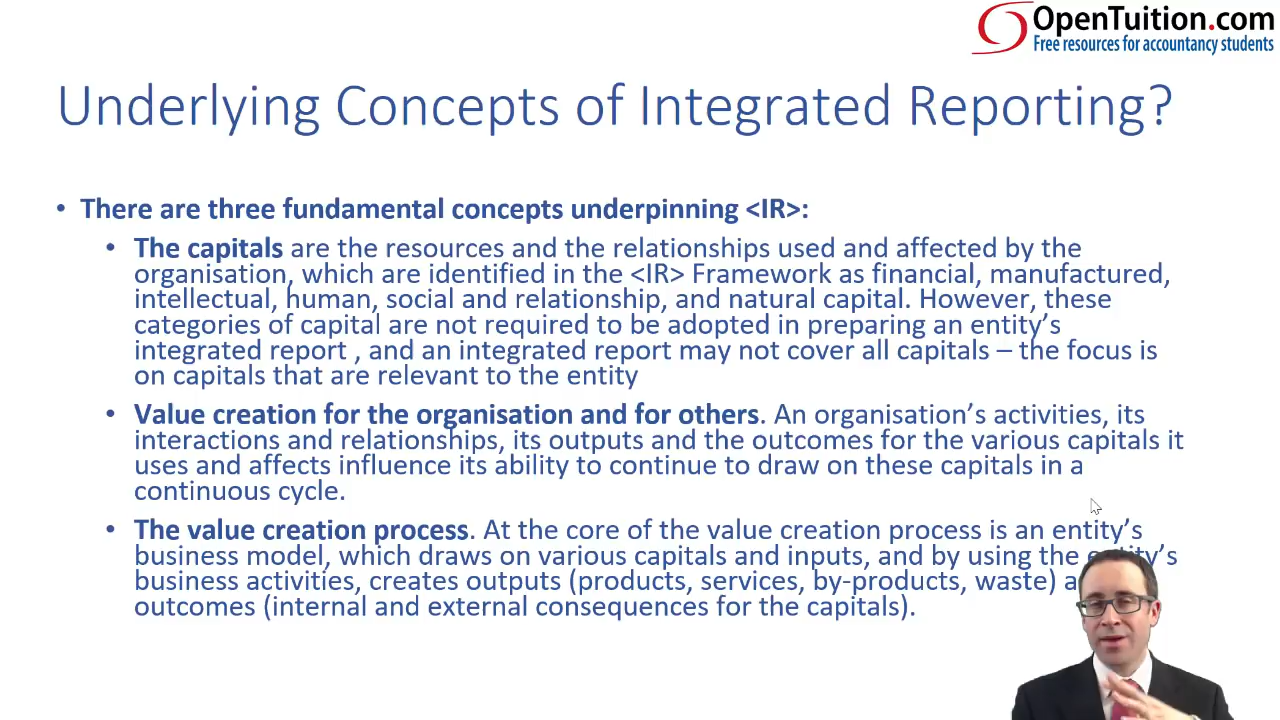 OpenTuition.com
Free resources for accountancy students
Underlying Concepts of Integrated Reporting?
• There are three fundamental concepts underpinning <IR>:
• The capitals are the resources and the relationships used and affected by the
organisation, which are identified in the <IR> Framework as financial, manufactured,
intellectual, human, social and relationship, and natural capital. However, these
categories of capital are not required to be adopted in preparing an entity's
integrated report , and an integrated report may not cover all capitals – the focus is
on capitals that are relevant to the entity
• Value creation for the organisation and for others. An organisation's activities, its
interactions and relationships, its outputs and the outcomes for the various capitals it
uses and affects influence its ability to continue to draw on these capitals in a
continuous cycle.
• The value creation process. At the core of the value creation process is an entity's
business model, which draws on various capitals and inputs, and by using the entity's
business activities, creates outputs (products, services, by-products, waste)
outcomes (internal and external consequences for the capitals).